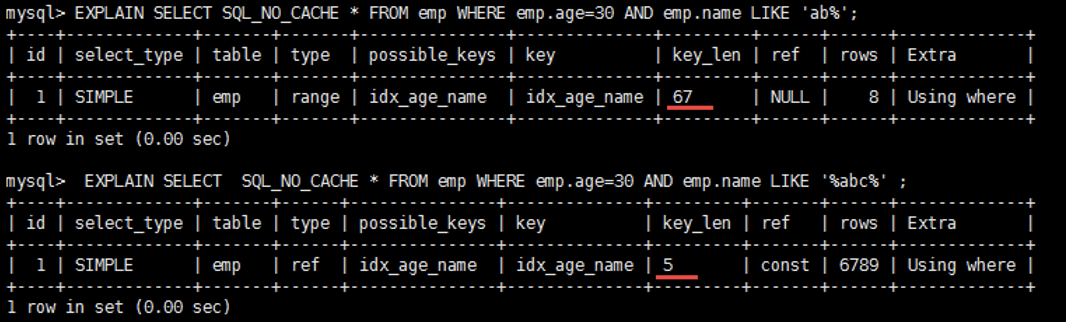 mysql> EXPLAIN SELECT SQL_NO_CACHE * FROM emp WHERE emp.age=30 AND emp.name LIKE 'ab%';
+----+-------------+-------+-------+---------------+--------------+---------+------+------+-------------+
| id | select_type | table | type  | possible_keys | key          | key_len | ref  | rows | Extra       |
+----+-------------+-------+-------+---------------+--------------+---------+------+------+-------------+
|  1 | SIMPLE      | emp   | range | idx_age_name  | idx_age_name | 67      | NULL |    8 | Using where |
+----+-------------+-------+-------+---------------+--------------+---------+------+------+-------------+
1 row in set (0.00 sec)
mysql>  EXPLAIN SELECT  SQL_NO_CACHE * FROM emp WHERE emp.age=30 AND emp.name LIKE '%abc%' ;
+----+-------------+-------+------+---------------+--------------+---------+-------+------+-------------+
| id | select_type | table | type | possible_keys | key          | key_len | ref   | rows | Extra       |
+----+-------------+-------+------+---------------+--------------+---------+-------+------+-------------+
|  1 | SIMPLE      | emp   | ref  | idx_age_name  | idx_age_name | 5       | const | 6789 | Using where |
+----+-------------+-------+------+---------------+--------------+---------+-------+------+-------------+
1 row in set (0.00 sec)